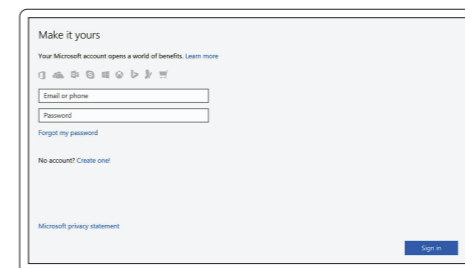 Make it yours
Your Microsoft account opens a world of benefits. Learn more
Email or phone
Password
Forgot my password
No account? Create one!
Microsoft privacy statement
Sign in